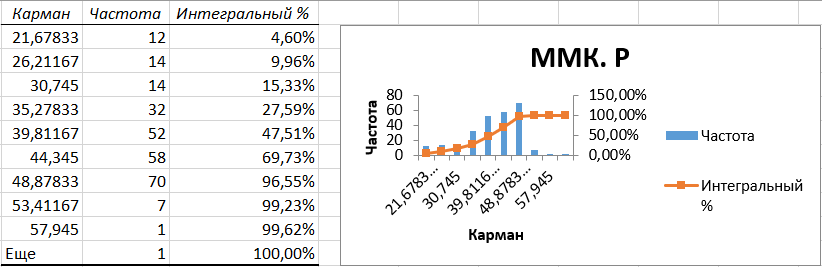 Карман Частота Интегральный %
21,67833 12 4,60%
26,21167 14 9,96%
30,745 14 15,33%
35,27833 32 27,59%
39,81167 52 47,51%
44,345 58 69,73%
48,87833 70 96,55%
53,41167 7 99,23%
57,945 1 99,62%
Еще 1 100,00%
ММК. Р
Частота
80
60
40
20
0
150,00%
100,00%
50,00%
0,00%
21,6783...
30,745
39,8116...
48,8783...
57,945
Карман
Частота
Интегральный
%